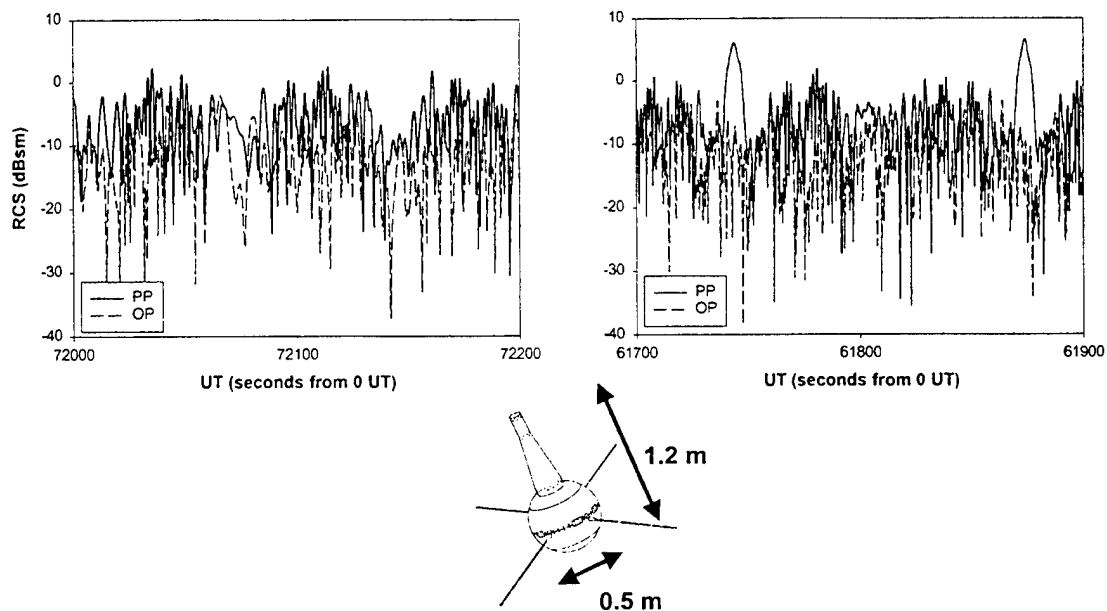 10
0
-10
-20
-30
-40
RCS (dBsm)
PP
OP
72000
72100
72200
UT (seconds from 0 UT)
10
0
-10
-20
-30
-40
PP
OP
61700
61800
61900
UT (seconds from 0 UT)
1.2 m
0.5 m